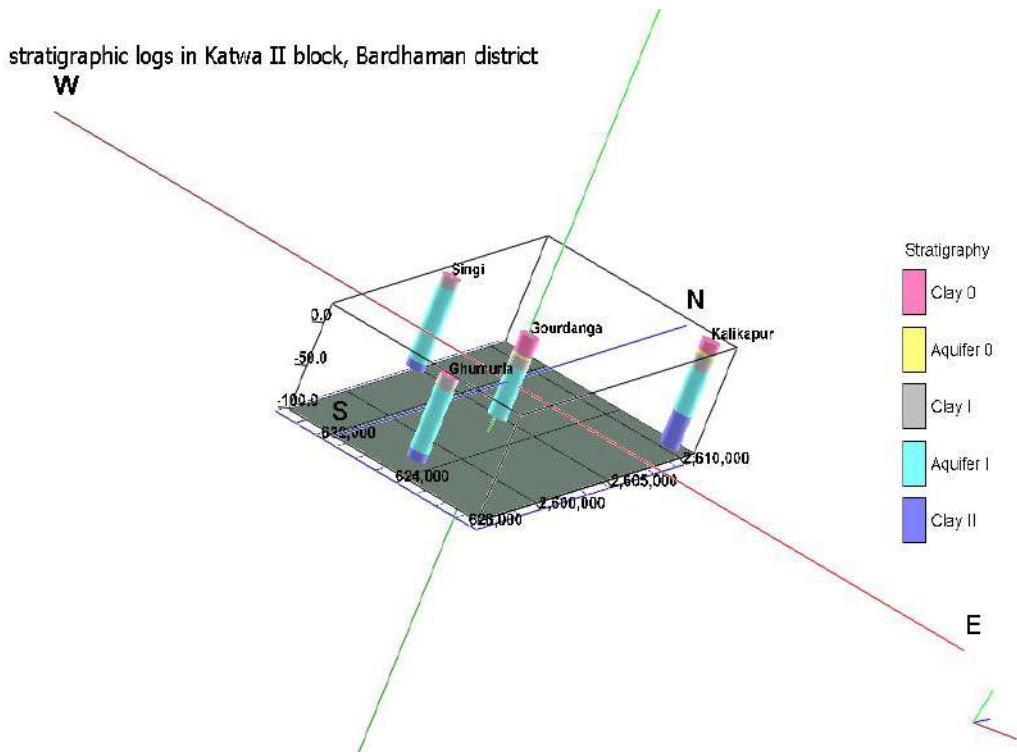 stratigraphic logs in Katwa II block, Bardhaman district
W
Singi
N
Gourdanga
Kalikapur
0.0
-50.0
Ghumuria
-100.0
S
624,000
2,610,000
2,605,000
2,600,000
628,000
E
Stratigraphy
Clay 0
Aquifer 0
Clay I
Aquifer I
Clay II